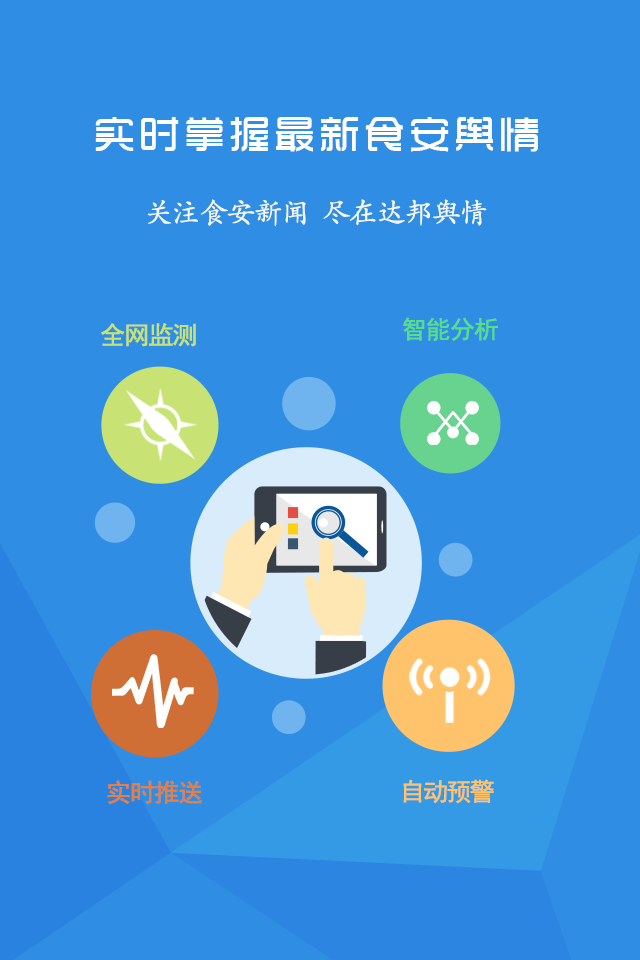 实时掌握最新食安舆情
关注食安新闻 尽在达邦舆情
全网监测
智能分析
实时推送
自动预警